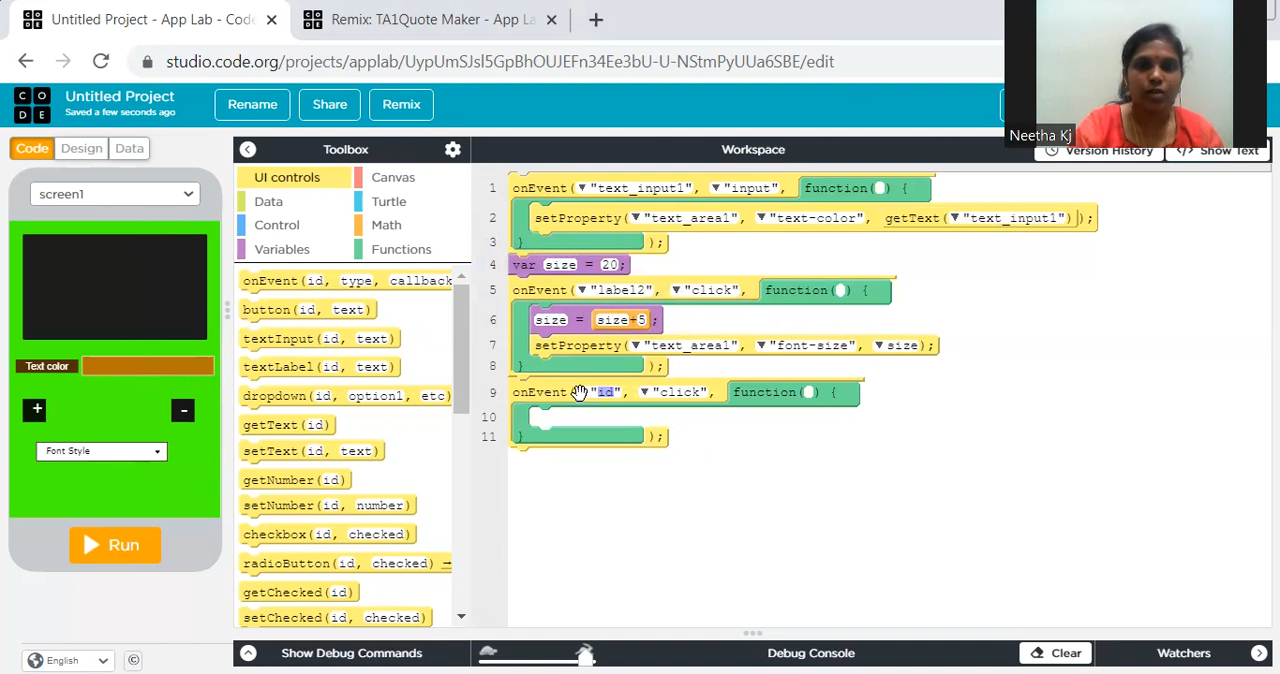 Untitled Project - App Lab - Code
Remix: TA1Quote Maker - App La
studio.code.org/projects/applab/UypUmSJsl5GpBhOUJEFn34Ee3bU-U-NStmPyUUa6SBE/edit
C O D E
Untitled Project
Saved a few seconds ago
Rename
Share
Remix
Neetha Kj
Code
Design
Data
Toolbox
Workspace
Version History
</> Show Text
screen1
UI controls
Canvas
Data
Turtle
Control
Math
Variables
Functions
onEvent(id, type, callback
button(id, text)
textInput(id, text)
textLabel(id, text)
dropdown(id, option1, etc)
getText(id)
setText(id, text)
getNumber(id)
setNumber(id, number)
checkbox(id, checked)
radioButton(id, checked)
getChecked(id)
setChecked(id, checked)
1 onEvent(▼"text_input1", ▼"input", function( ) {
2 setProperty(▼"text_area1", ▼"text-color", getText(▼"text_input1") );
3 } );
4 var size = 20;
5 onEvent(▼"label2", ▼"click", function( ) {
6 size = size+5 ;
7 setProperty(▼"text_area1", ▼"font-size", ▼size);
8 } );
9 onEvent "id", ▼"click", function( ) {
10
11 } );
Text color
+
-
Font Style
Run
English
©
Show Debug Commands
Debug Console
Clear
Watchers